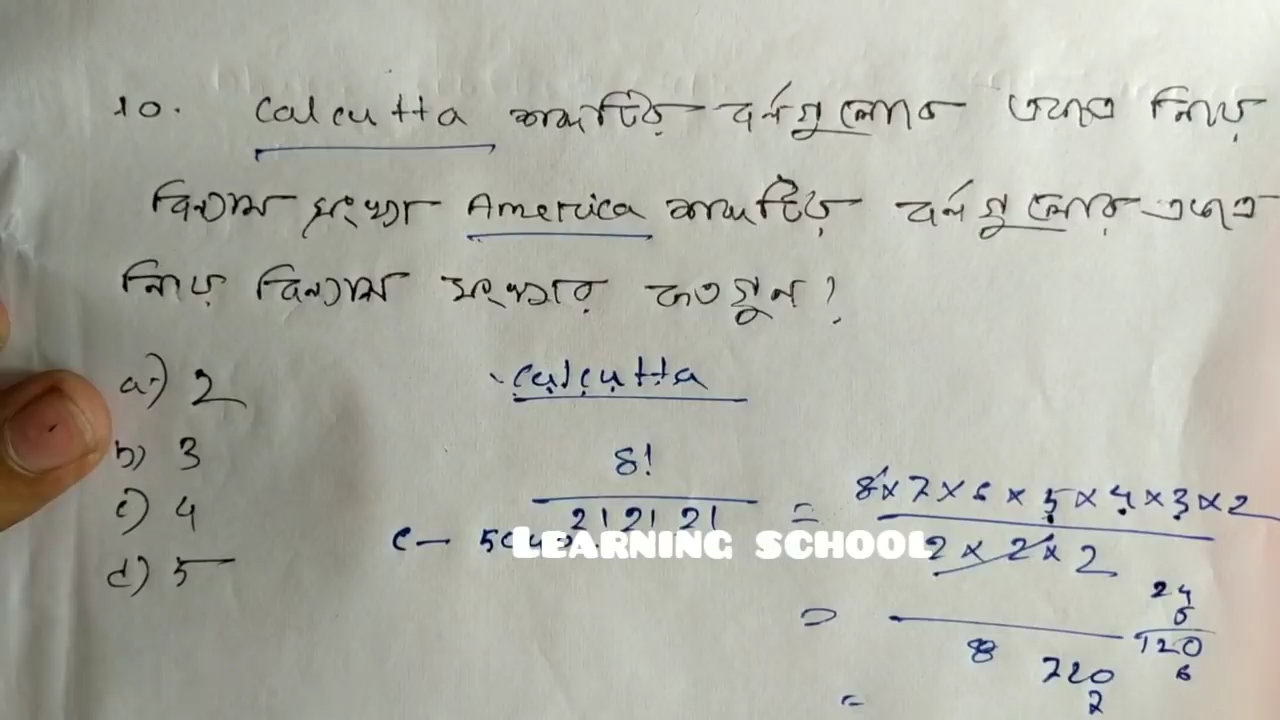 10. Calcutta শব্দটির বর্ণগুলোর একত্রে নিয়ে
বিন্যাস সংখ্যা America শব্দটির বর্ণগুলোর একত্রে
নিয়ে বিন্যাস সংখ্যার কতগুন?
a) 2
b) 3
c) 4
d) 5
Calcutta
8!
2! 2! 2!
= 8 x 7 x 6 x 5 x 4 x 3 x 2
2 x 2 x 2
C -
LEARNING SCHOOL
=
8
24
5
120
6
720
=
2